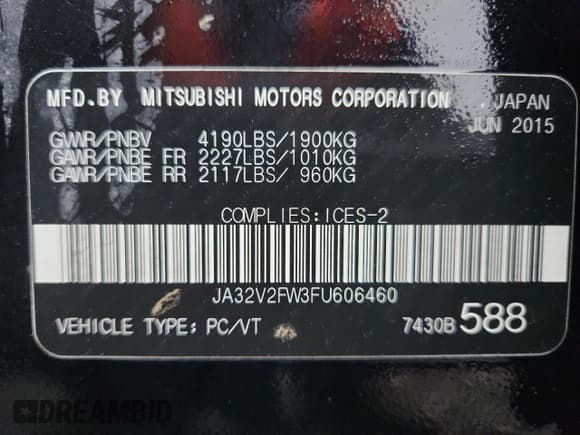 MFD.BY MITSUBISHI MOTORS CORPORATION , JAPAN
JUN 2015
GVWR/PNBV 4190LBS/1900KG
GAWR/PNBE FR 2227LBS/1010KG
GAWR/PNBE RR 2117LBS/ 960KG
COMPLIES:ICES-2
JA32V2FW3FU606460
VEHICLE TYPE: PC/VT 7430B 588
DREAMBID